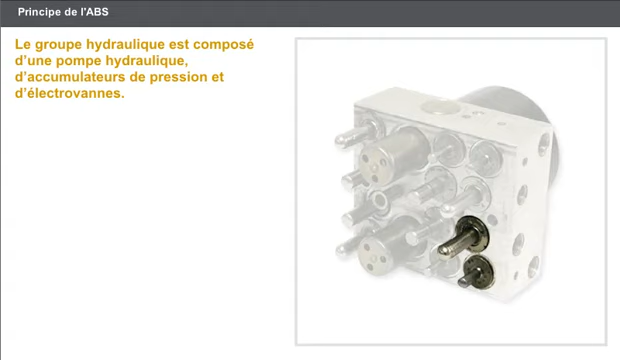 Principe de l'ABS
Le groupe hydraulique est composé
d’une pompe hydraulique,
d’accumulateurs de pression et
d’électrovannes.